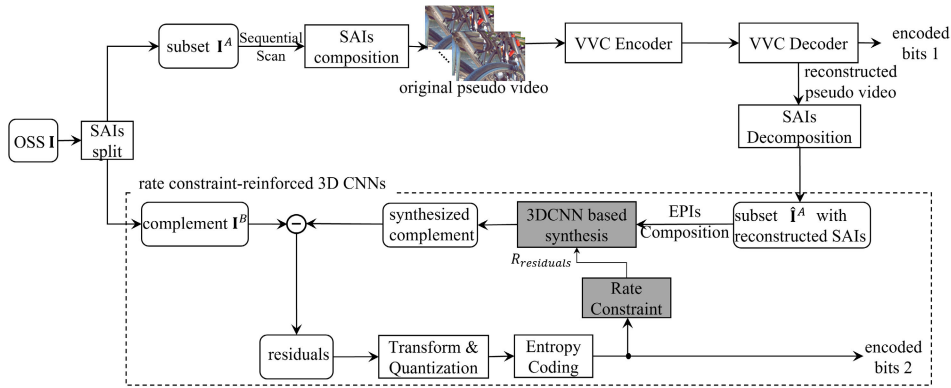 subset I^A
Sequential
Scan
SAIs
composition
original pseudo video
VVC Encoder
VVC Decoder
encoded
bits 1
reconstructed
pseudo video
OSS I
SAIs
split
SAIs
Decomposition
rate constraint-reinforced 3D CNNs
complement I^B
−
synthesized
complement
3DCNN based
synthesis
EPIs
Composition
subset Î^A with
reconstructed SAIs
R_residuals
Rate
Constraint
residuals
Transform &
Quantization
Entropy
Coding
encoded
bits 2